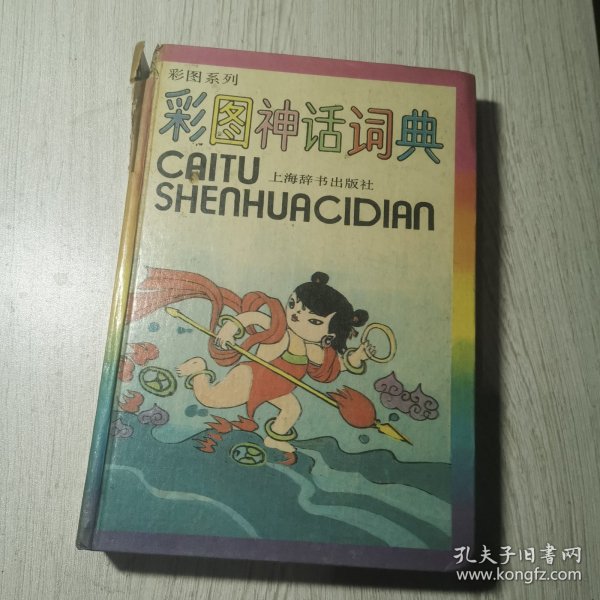 彩图系列
彩图神话词典
CAITU
上海辞书出版社
SHENHUACIDIAN
孔夫子旧书网
www.kongfz.com